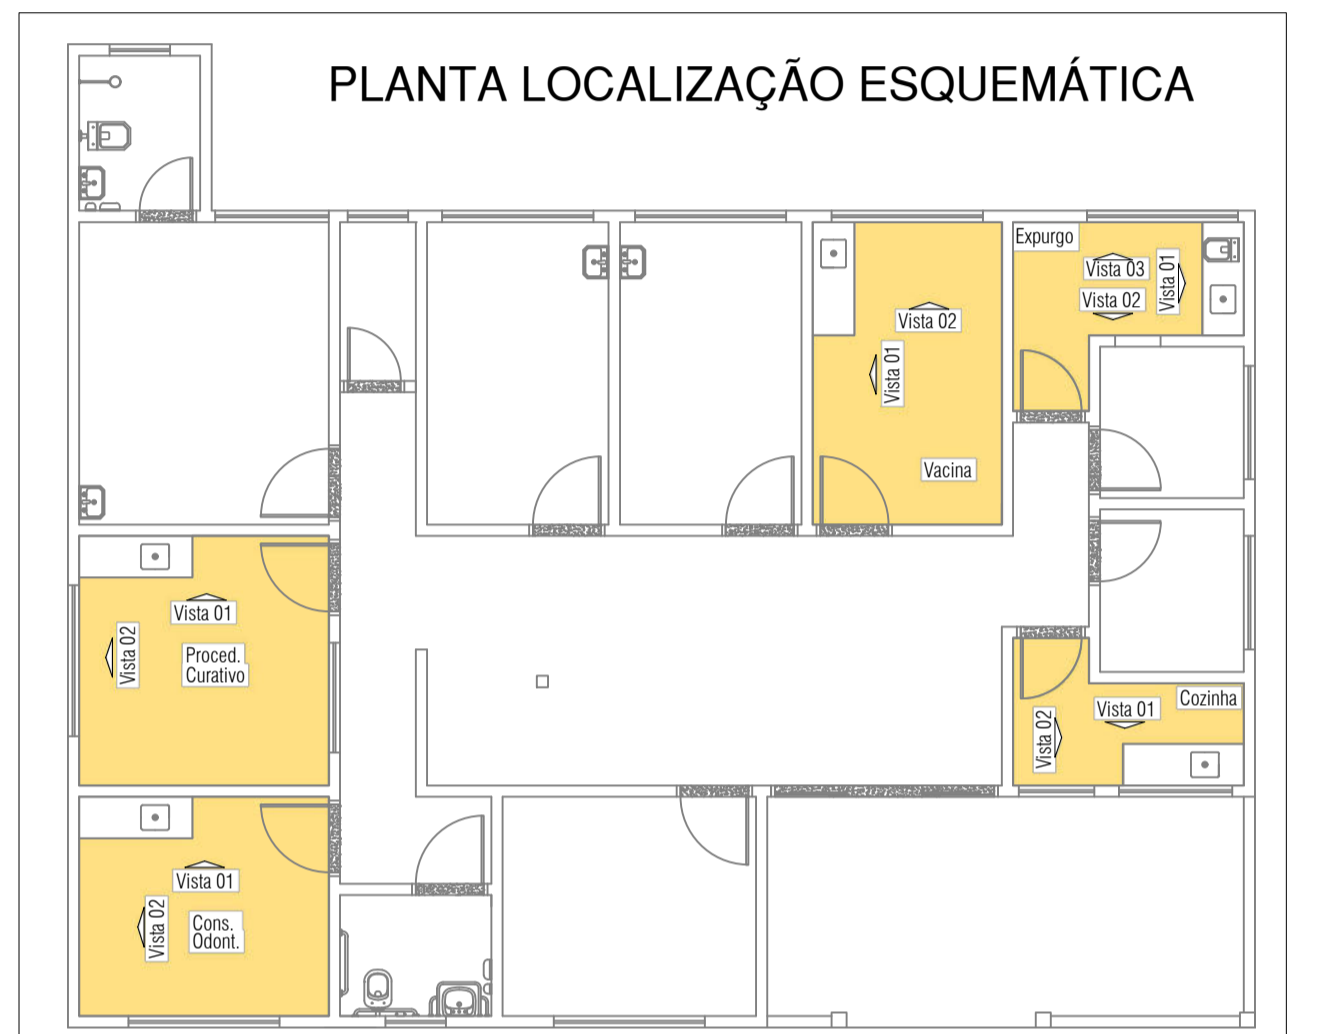 PLANTA LOCALIZAÇÃO ESQUEMÁTICA
Expurgo
Vista 03
Vista 02
Vista 01
Vista 02
Vista 01
Vacina
Vista 01
Vista 02
Proced.
Curativo
Cozinha
Vista 01
Vista 02
Vista 01
Vista 02
Cons.
Odont.